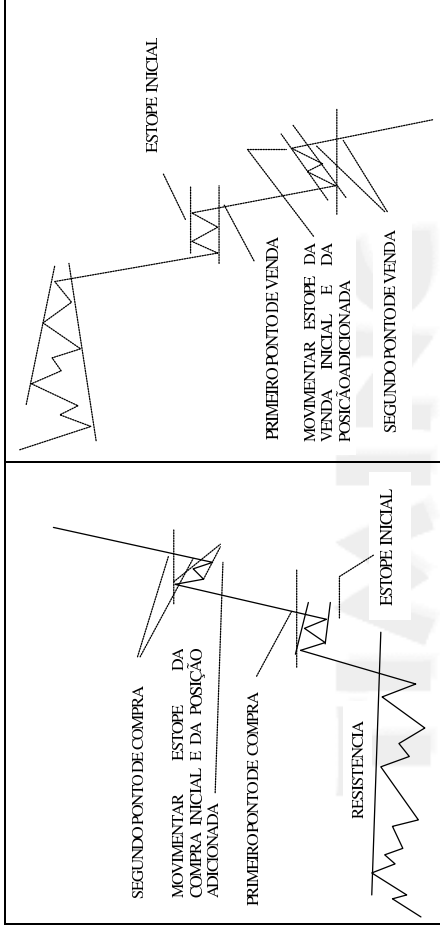 SEGUNDO PONTO DE COMPRA
MOVIMENTAR ESTOPE DA
COMPRA INICIAL E DA POSIÇÃO
ADICIONADA
PRIMEIRO PONTO DE COMPRA
RESISTENCIA
ESTOPE INICIAL
ESTOPE INICIAL
PRIMEIRO PONTO DE VENDA
MOVIMENTAR ESTOPE DA
VENDA INICIAL E DA
POSIÇÃO ADICIONADA
SEGUNDO PONTO DE VENDA